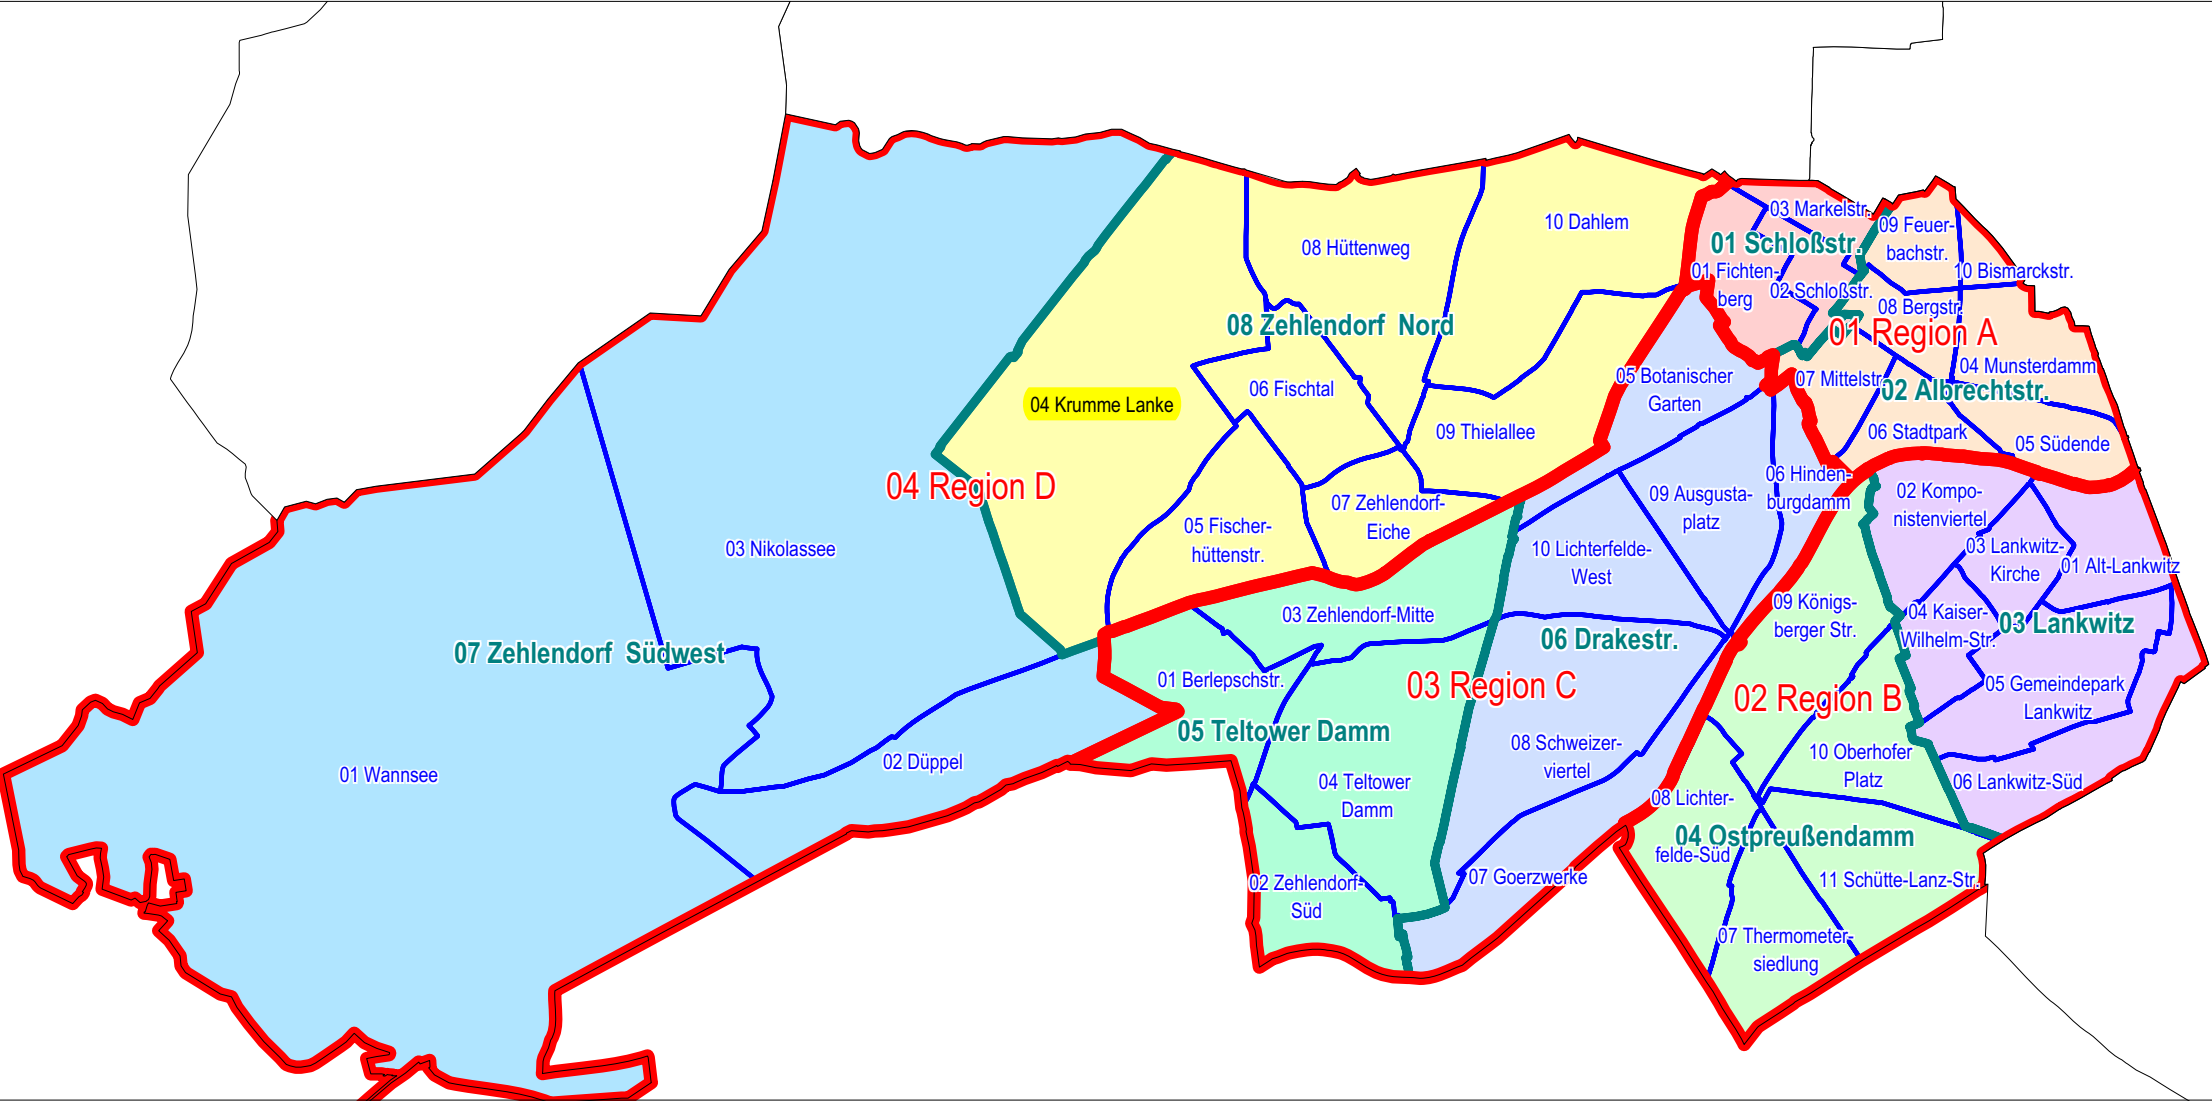 03 Markelstr.
10 Dahlem
09 Feuer-
bachstr.
08 Hüttenweg
01 Schloßstr.
01 Fichten-
berg
10 Bismarckstr.
02 Schloßstr.
08 Bergstr.
08 Zehlendorf Nord
01 Region A
04 Munsterdamm
05 Botanischer
Garten
07 Mittelstr.
06 Fischtal
02 Albrechtstr.
04 Krumme Lanke
09 Thielallee
06 Stadtpark
05 Südende
04 Region D
06 Hinden-
burgdamm
09 Ausgusta-
platz
02 Kompo-
nistenviertel
07 Zehlendorf-
Eiche
05 Fischer-
hüttenstr.
03 Nikolassee
10 Lichterfelde-
West
03 Lankwitz-
Kirche
01 Alt-Lankwitz
03 Zehlendorf-Mitte
09 Königs-
berger Str.
04 Kaiser-
Wilhelm-Str.
03 Lankwitz
06 Drakestr.
07 Zehlendorf Südwest
01 Berlepschstr.
03 Region C
02 Region B
05 Gemeindepark
Lankwitz
05 Teltower Damm
08 Schweizer-
viertel
10 Oberhofer
Platz
02 Düppel
01 Wannsee
04 Teltower
Damm
06 Lankwitz-Süd
08 Lichter-
felde-Süd
04 Ostpreußendamm
07 Goerzwerke
11 Schütte-Lanz-Str.
02 Zehlendorf-
Süd
07 Thermometer-
siedlung